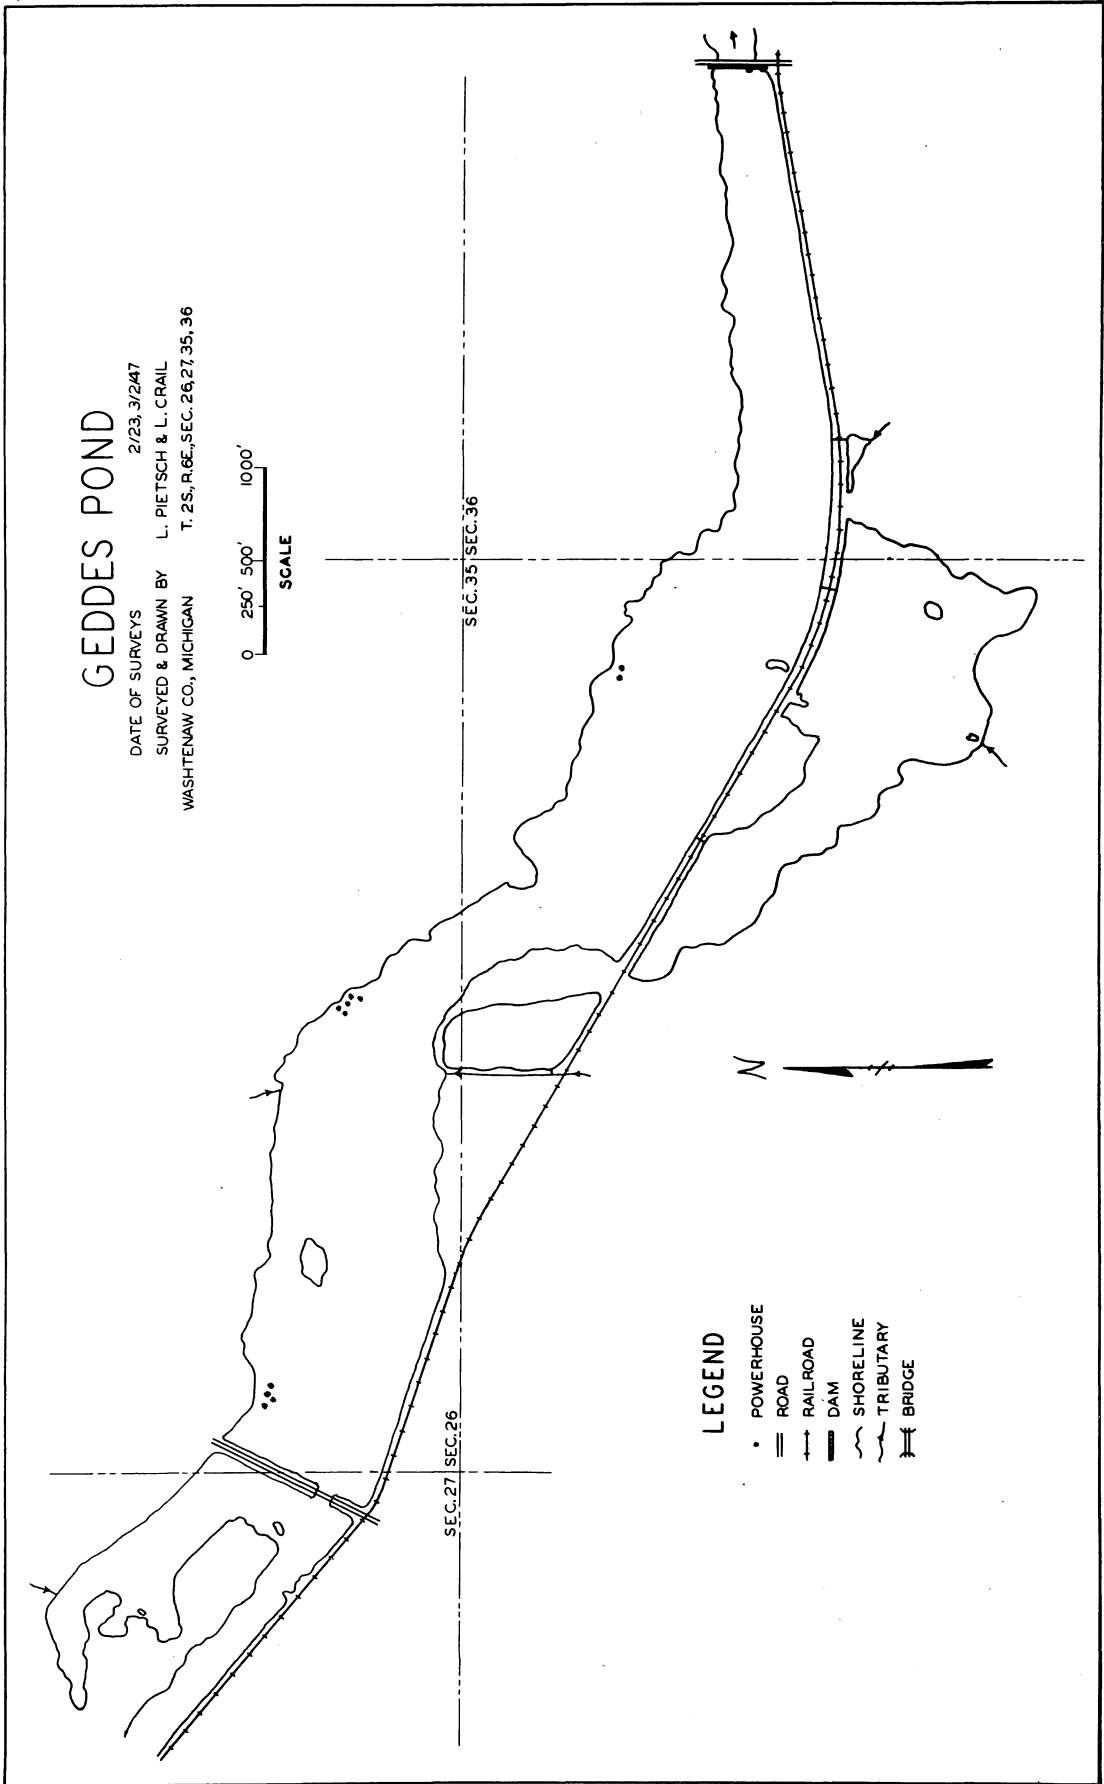 GEDDES POND
DATE OF SURVEYS 2/23, 3/2/47
SURVEYED & DRAWN BY L. PIETSCH & L. CRAIL
WASHTENAW CO., MICHIGAN T. 2S., R.6E., SEC. 26,27,35,36
0 250' 500' 1000'
SCALE
SEC.27 SEC.26
SEC.35 SEC.36
N
LEGEND
POWERHOUSE
ROAD
RAILROAD
DAM
SHORELINE
TRIBUTARY
BRIDGE